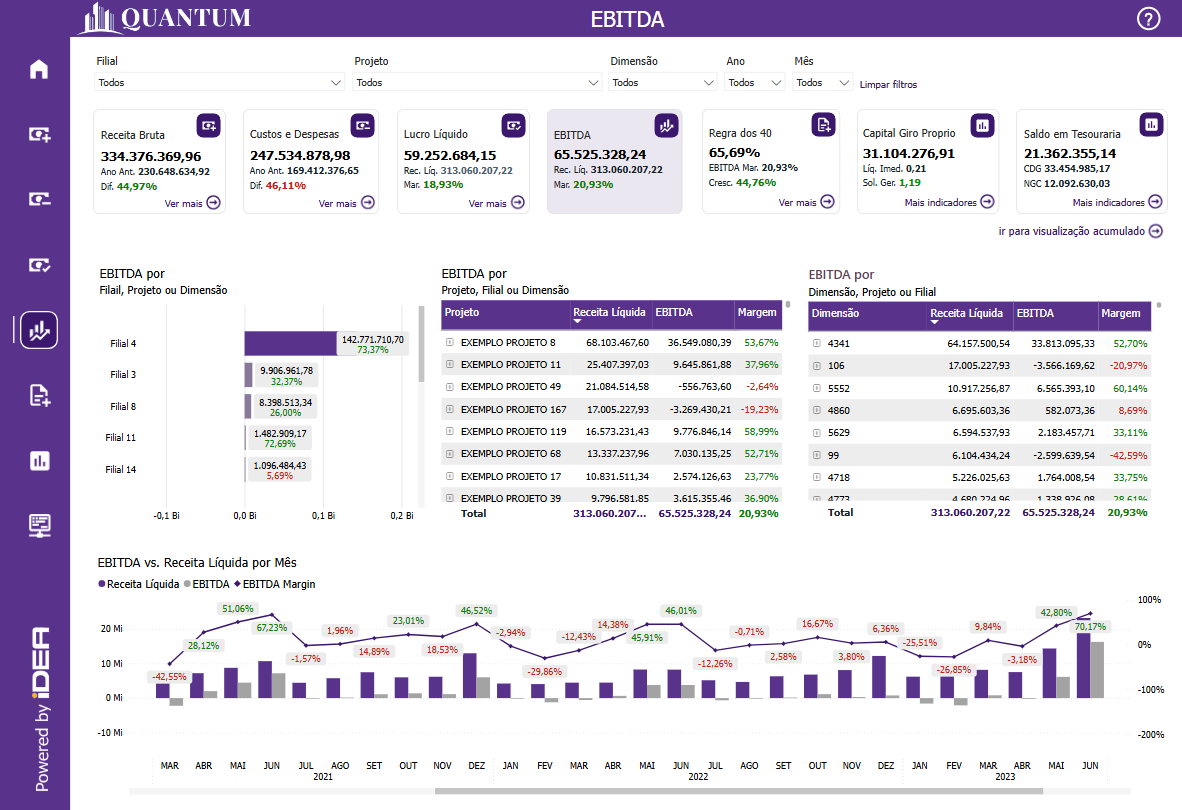 QUANTUM
EBITDA
?
Filial
Projeto
Dimensão
Ano
Mês
Todos
Todos
Todos
Todos
Todos
Limpar filtros
Receita Bruta
334.376.369,96
Ano Ant. 230.648.634,92
Dif. 44,97%
Ver mais
Custos e Despesas
247.534.878,98
Ano Ant. 169.412.376,65
Dif. 46,11%
Ver mais
Lucro Líquido
59.252.684,15
Rec. Líq. 313.060.207,22
Mar. 18,93%
Ver mais
EBITDA
65.525.328,24
Rec. Líq. 313.060.207,22
Mar. 20,93%
Regra dos 40
65,69%
EBITDA Mar. 20,93%
Cresc. 44,76%
Ver mais
Capital Giro Proprio
31.104.276,91
Líq. Imed. 0,21
Sol. Ger. 1,19
Mais indicadores
Saldo em Tesouraria
21.362.355,14
CDG 33.454.985,17
NGC 12.092.630,03
Mais indicadores
ir para visualização acumulado
EBITDA por
Filail, Projeto ou Dimensão
Filial 4
142.771.710,70
73,37%
Filial 3
9.906.961,78
32,37%
Filial 8
8.398.513,34
26,00%
Filial 11
1.482.909,17
72,69%
Filial 14
1.096.484,43
5,69%
-0,1 Bi 0,0 Bi 0,1 Bi 0,2 Bi
EBITDA por
Projeto, Filial ou Dimensão
Projeto Receita Líquida EBITDA Margem
EXEMPLO PROJETO 8 68.103.467,60 36.549.080,39 53,67%
EXEMPLO PROJETO 11 25.407.397,03 9.645.861,88 37,96%
EXEMPLO PROJETO 49 21.084.514,58 -556.763,60 -2,64%
EXEMPLO PROJETO 167 17.005.227,93 -3.269.430,21 -19,23%
EXEMPLO PROJETO 119 16.573.231,43 9.776.846,14 58,99%
EXEMPLO PROJETO 68 13.337.237,96 7.030.135,25 52,71%
EXEMPLO PROJETO 17 10.831.511,34 2.574.126,63 23,77%
EXEMPLO PROJETO 39 9.796.581,85 3.615.355,46 36,90%
Total 313.060.207... 65.525.328,24 20,93%
EBITDA por
Dimensão, Projeto ou Filial
Dimensão Receita Líquida EBITDA Margem
4341 64.157.500,54 33.813.095,33 52,70%
106 17.005.227,93 -3.566.169,62 -20,97%
5552 10.917.256,87 6.565.393,10 60,14%
4860 6.695.603,36 582.073,36 8,69%
5629 6.594.537,93 2.183.457,71 33,11%
99 6.104.434,24 -2.599.639,54 -42,59%
4718 5.226.025,63 1.764.008,54 33,75%
4773 4.680.224,96 1.338.926,08 28,61%
Total 313.060.207,22 65.525.328,24 20,93%
EBITDA vs. Receita Líquida por Mês
Receita Líquida EBITDA EBITDA Margin
20 Mi
10 Mi
0 Mi
-10 Mi
100%
0%
-100%
-200%
-42,55% 28,12% 51,06% 67,23% -1,57% 1,96% 14,89% 23,01% 18,53% 46,52% -2,94% -29,86% -12,43% 14,38% 45,91% 46,01% -12,26% -0,71% 2,58% 16,67% 3,80% 6,36% -25,51% -26,85% 9,84% -3,18% 42,80% 70,17%
MAR ABR MAI JUN JUL AGO SET OUT NOV DEZ JAN FEV MAR ABR MAI JUN JUL AGO SET OUT NOV DEZ JAN FEV MAR ABR MAI JUN
2021 2022 2023
Powered by iDEA